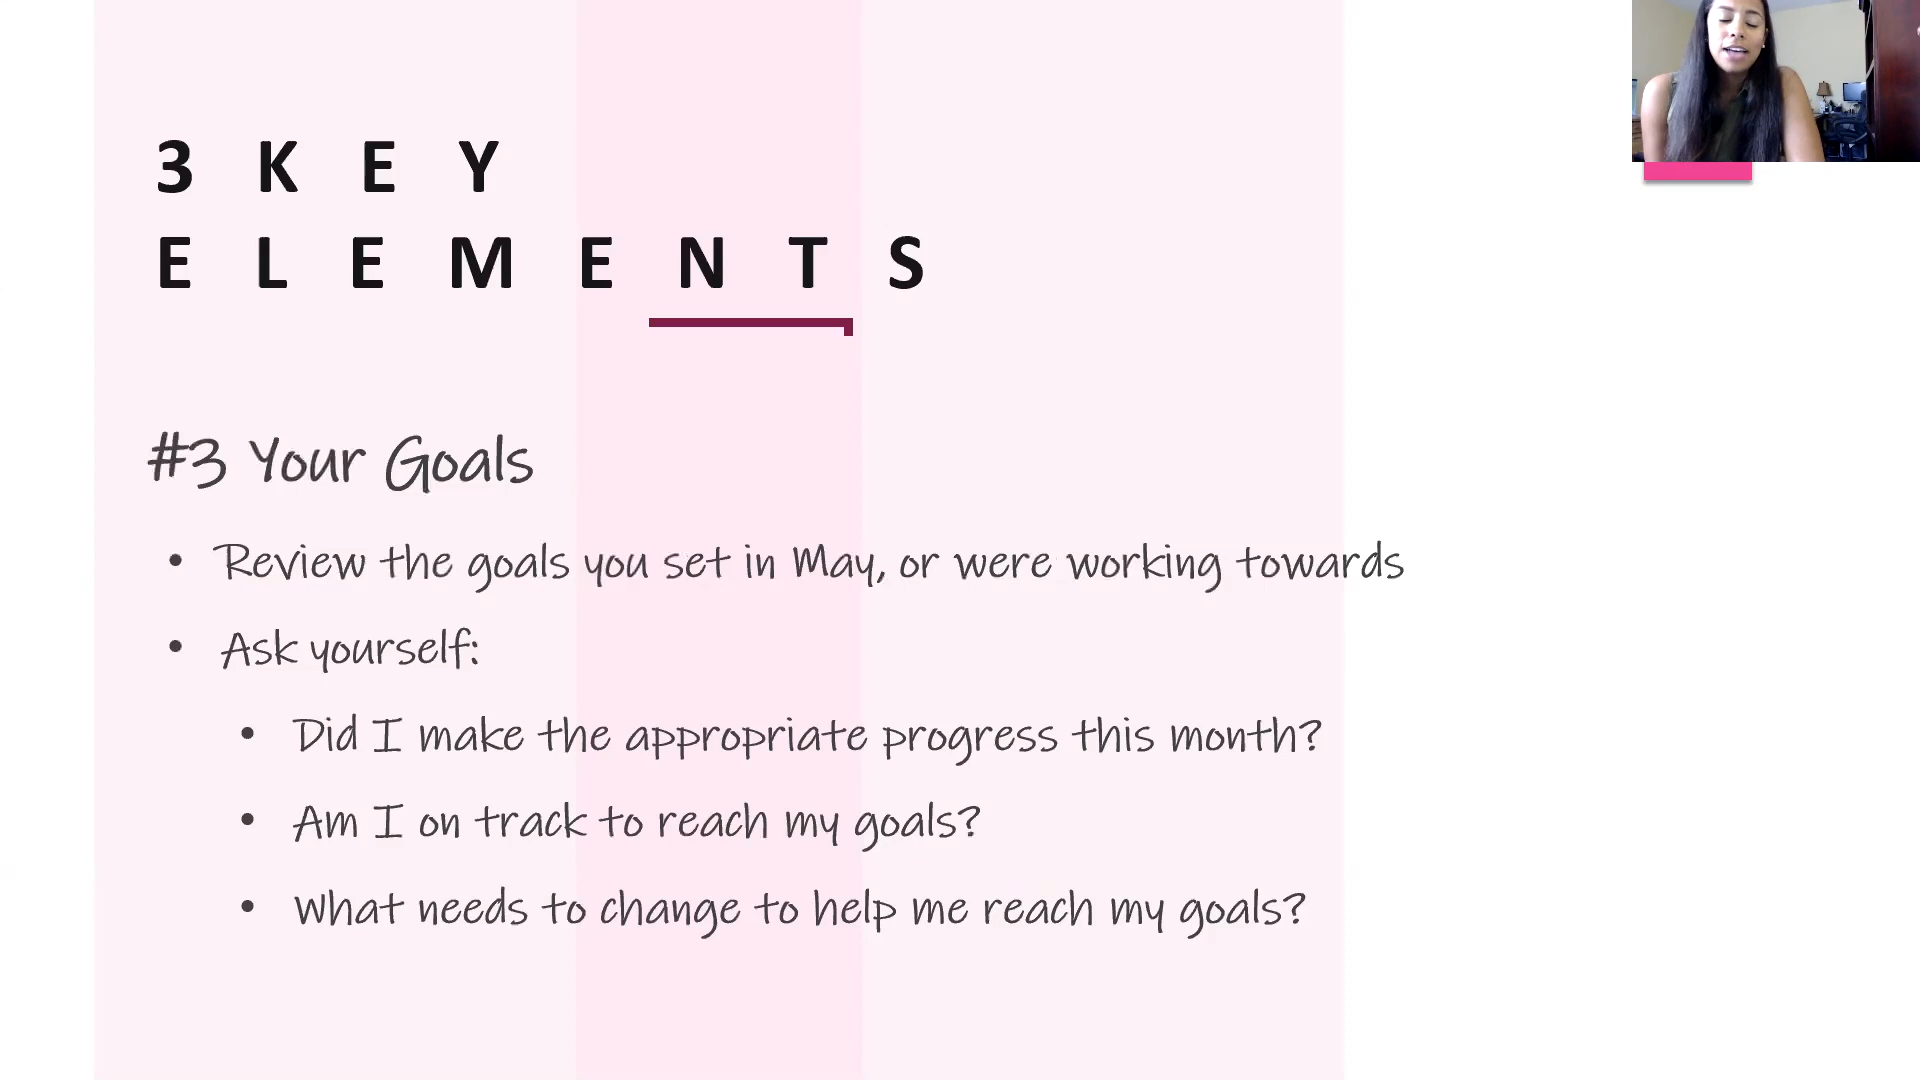 3 KEY
ELEMENTS
#3 Your Goals
• Review the goals you set in May, or were working towards
• Ask yourself:
• Did I make the appropriate progress this month?
• Am I on track to reach my goals?
• What needs to change to help me reach my goals?